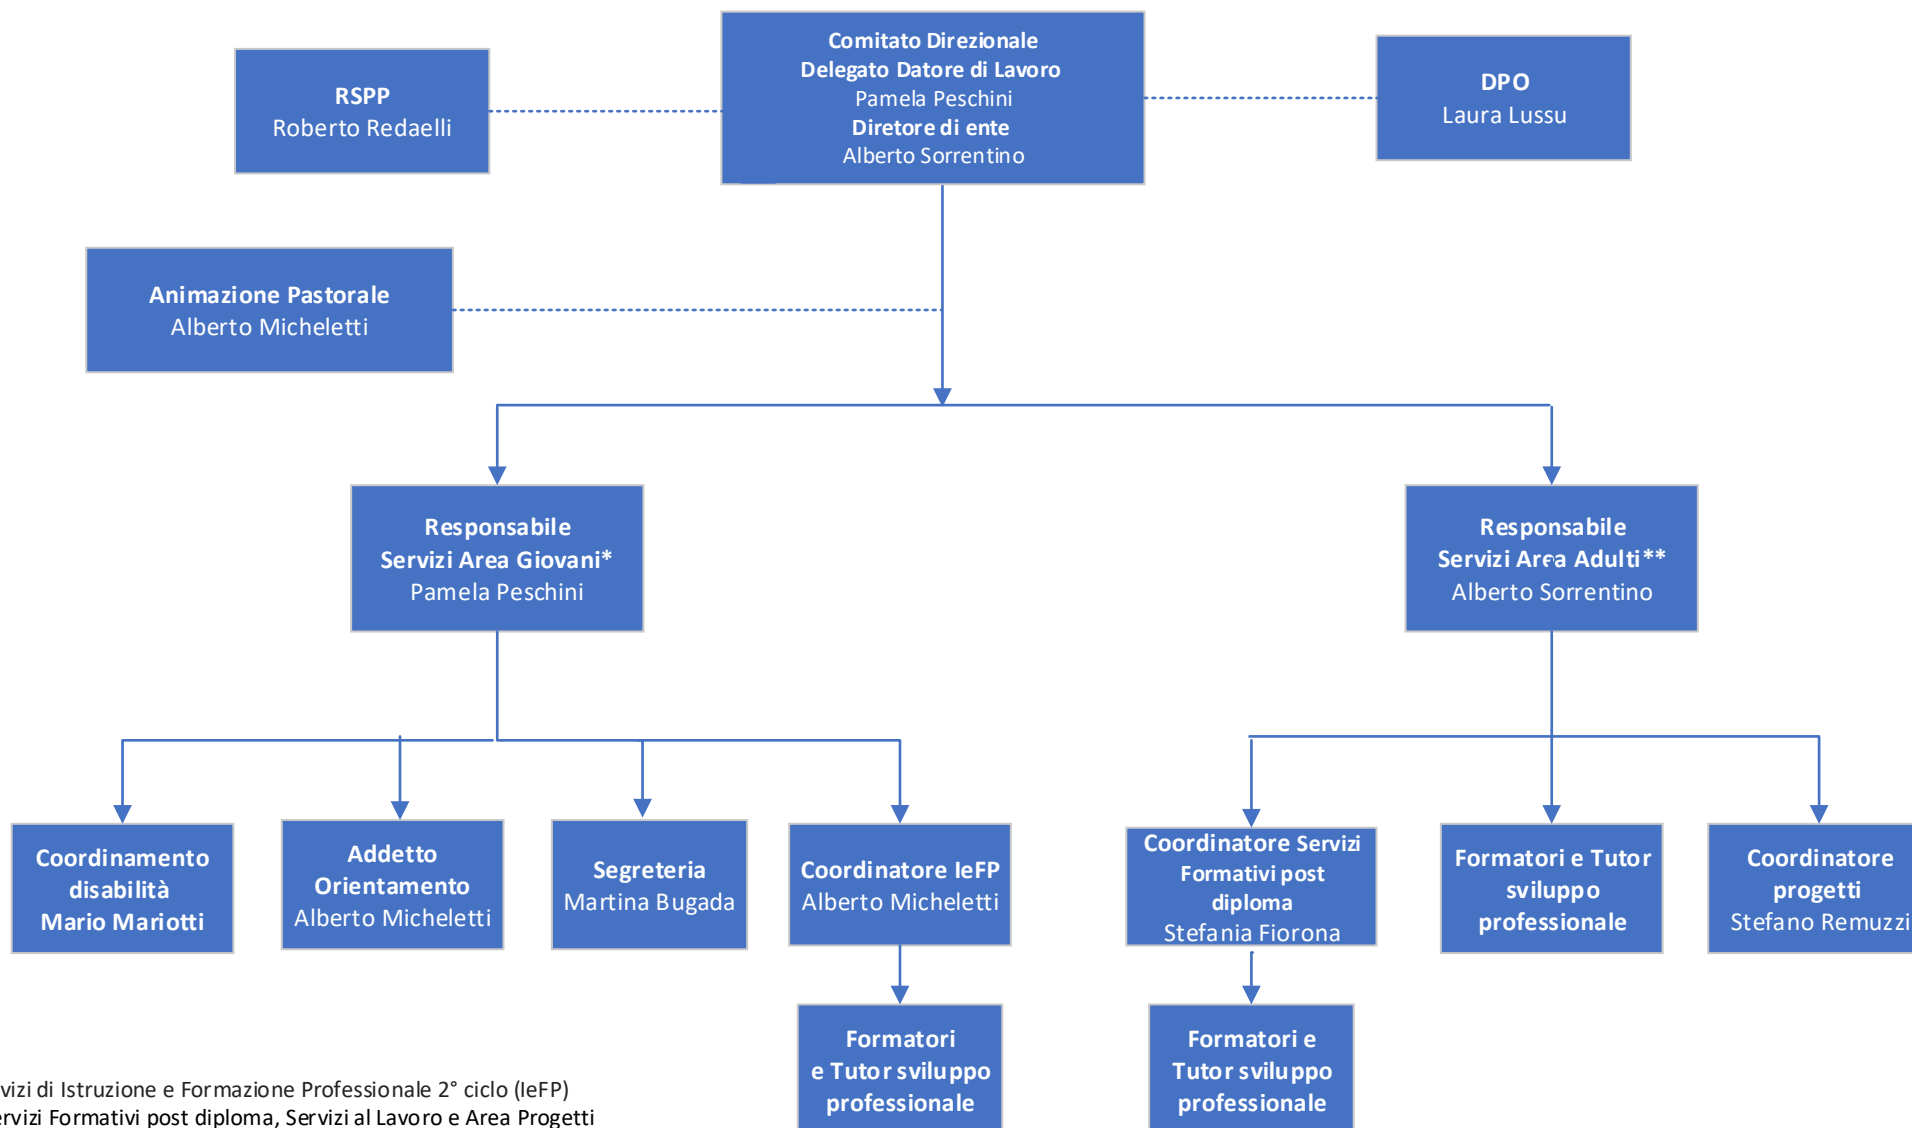 Comitato Direzionale
Delegato Datore di Lavoro
Pamela Peschini
Diretore di ente
Alberto Sorrentino
RSPP
Roberto Redaelli
DPO
Laura Lussu
Animazione Pastorale
Alberto Micheletti
Responsabile
Servizi Area Giovani*
Pamela Peschini
Responsabile
Servizi Area Adulti**
Alberto Sorrentino
Coordinamento
disabilità
Mario Mariotti
Addetto
Orientamento
Alberto Micheletti
Segreteria
Martina Bugada
Coordinatore IeFP
Alberto Micheletti
Coordinatore Servizi
Formativi post
diploma
Stefania Fiorona
Formatori e Tutor
sviluppo
professionale
Coordinatore
progetti
Stefano Remuzzi
Formatori
e Tutor sviluppo
professionale
Formatori e
Tutor sviluppo
professionale
vizi di Istruzione e Formazione Professionale 2° ciclo (IeFP)
ervizi Formativi post diploma, Servizi al Lavoro e Area Progetti